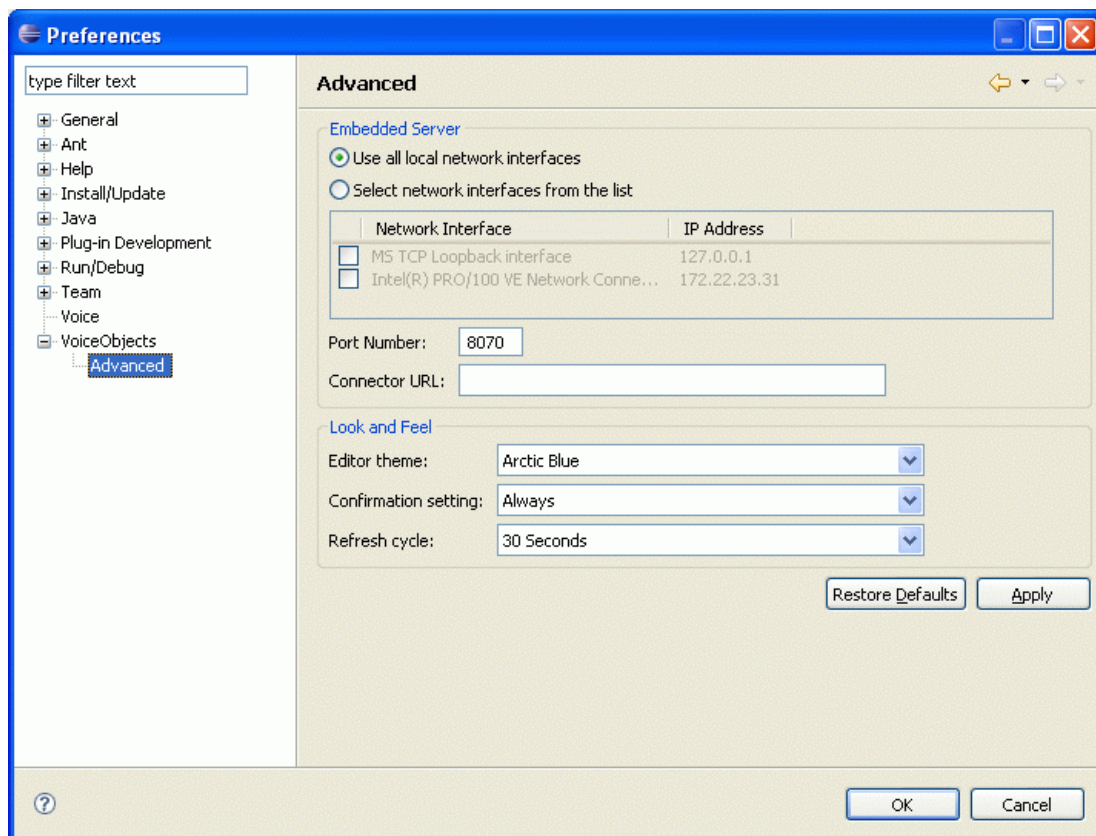 Preferences
type filter text
General
Ant
Help
Install/Update
Java
Plug-in Development
Run/Debug
Team
Voice
VoiceObjects
Advanced
Advanced
Embedded Server
Use all local network interfaces
Select network interfaces from the list
Network Interface IP Address
MS TCP Loopback interface 127.0.0.1
Intel(R) PRO/100 VE Network Conne... 172.22.23.31
Port Number: 8070
Connector URL:
Look and Feel
Editor theme: Arctic Blue
Confirmation setting: Always
Refresh cycle: 30 Seconds
Restore Defaults Apply
? OK Cancel